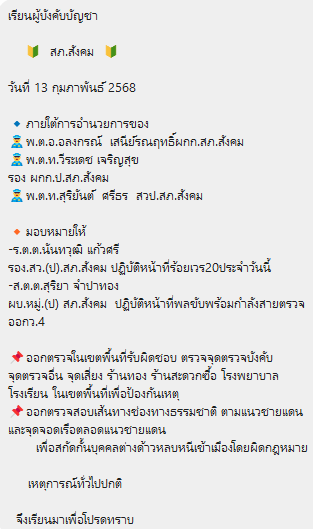 เรียนผู้บังคับบัญชา
🔰 สภ.สังคม 🔰
วันที่ 13 กุมภาพันธ์ 2568
🔹ภายใต้การอำนวยการของ
👮พ.ต.อ.อลงกรณ์ เสนีย์รณฤทธิ์ผกก.สภ.สังคม
👮พ.ต.ท.วีระเดช เจริญสุข
รอง ผกก.ป.สภ.สังคม
👮พ.ต.ท.สุริยันต์ ศรีธร สวป.สภ.สังคม
🔸มอบหมายให้
-ร.ต.ต.นันทวุฒิ แก้วศรี
รอง.สว.(ป).สภ.สังคม ปฏิบัติหน้าที่ร้อยเวร20ประจำวันนี้
-ส.ต.ต.สุริยา จำปาทอง
ผบ.หมู่.(ป) สภ.สังคม ปฏิบัติหน้าที่พลขับพร้อมกำลังสายตรวจ
ออกว.4
📌ออกตรวจในเขตพื้นที่รับผิดชอบ ตรวจจุดตรวจบังคับ
จุดตรวจอื่น จุดเสี่ยง ร้านทอง ร้านสะดวกซื้อ โรงพยาบาล
โรงเรียน ในเขตพื้นที่เพื่อป้องกันเหตุ
📌ออกตรวจสอบเส้นทางช่องทางธรรมชาติ ตามแนวชายแดน
และจุดจอดเรือตลอดแนวชายแดน
เพื่อสกัดกั้นบุคคลต่างด้าวหลบหนีเข้าเมืองโดยผิดกฎหมาย
เหตุการณ์ทั่วไปปกติ
จึงเรียนมาเพื่อโปรดทราบ